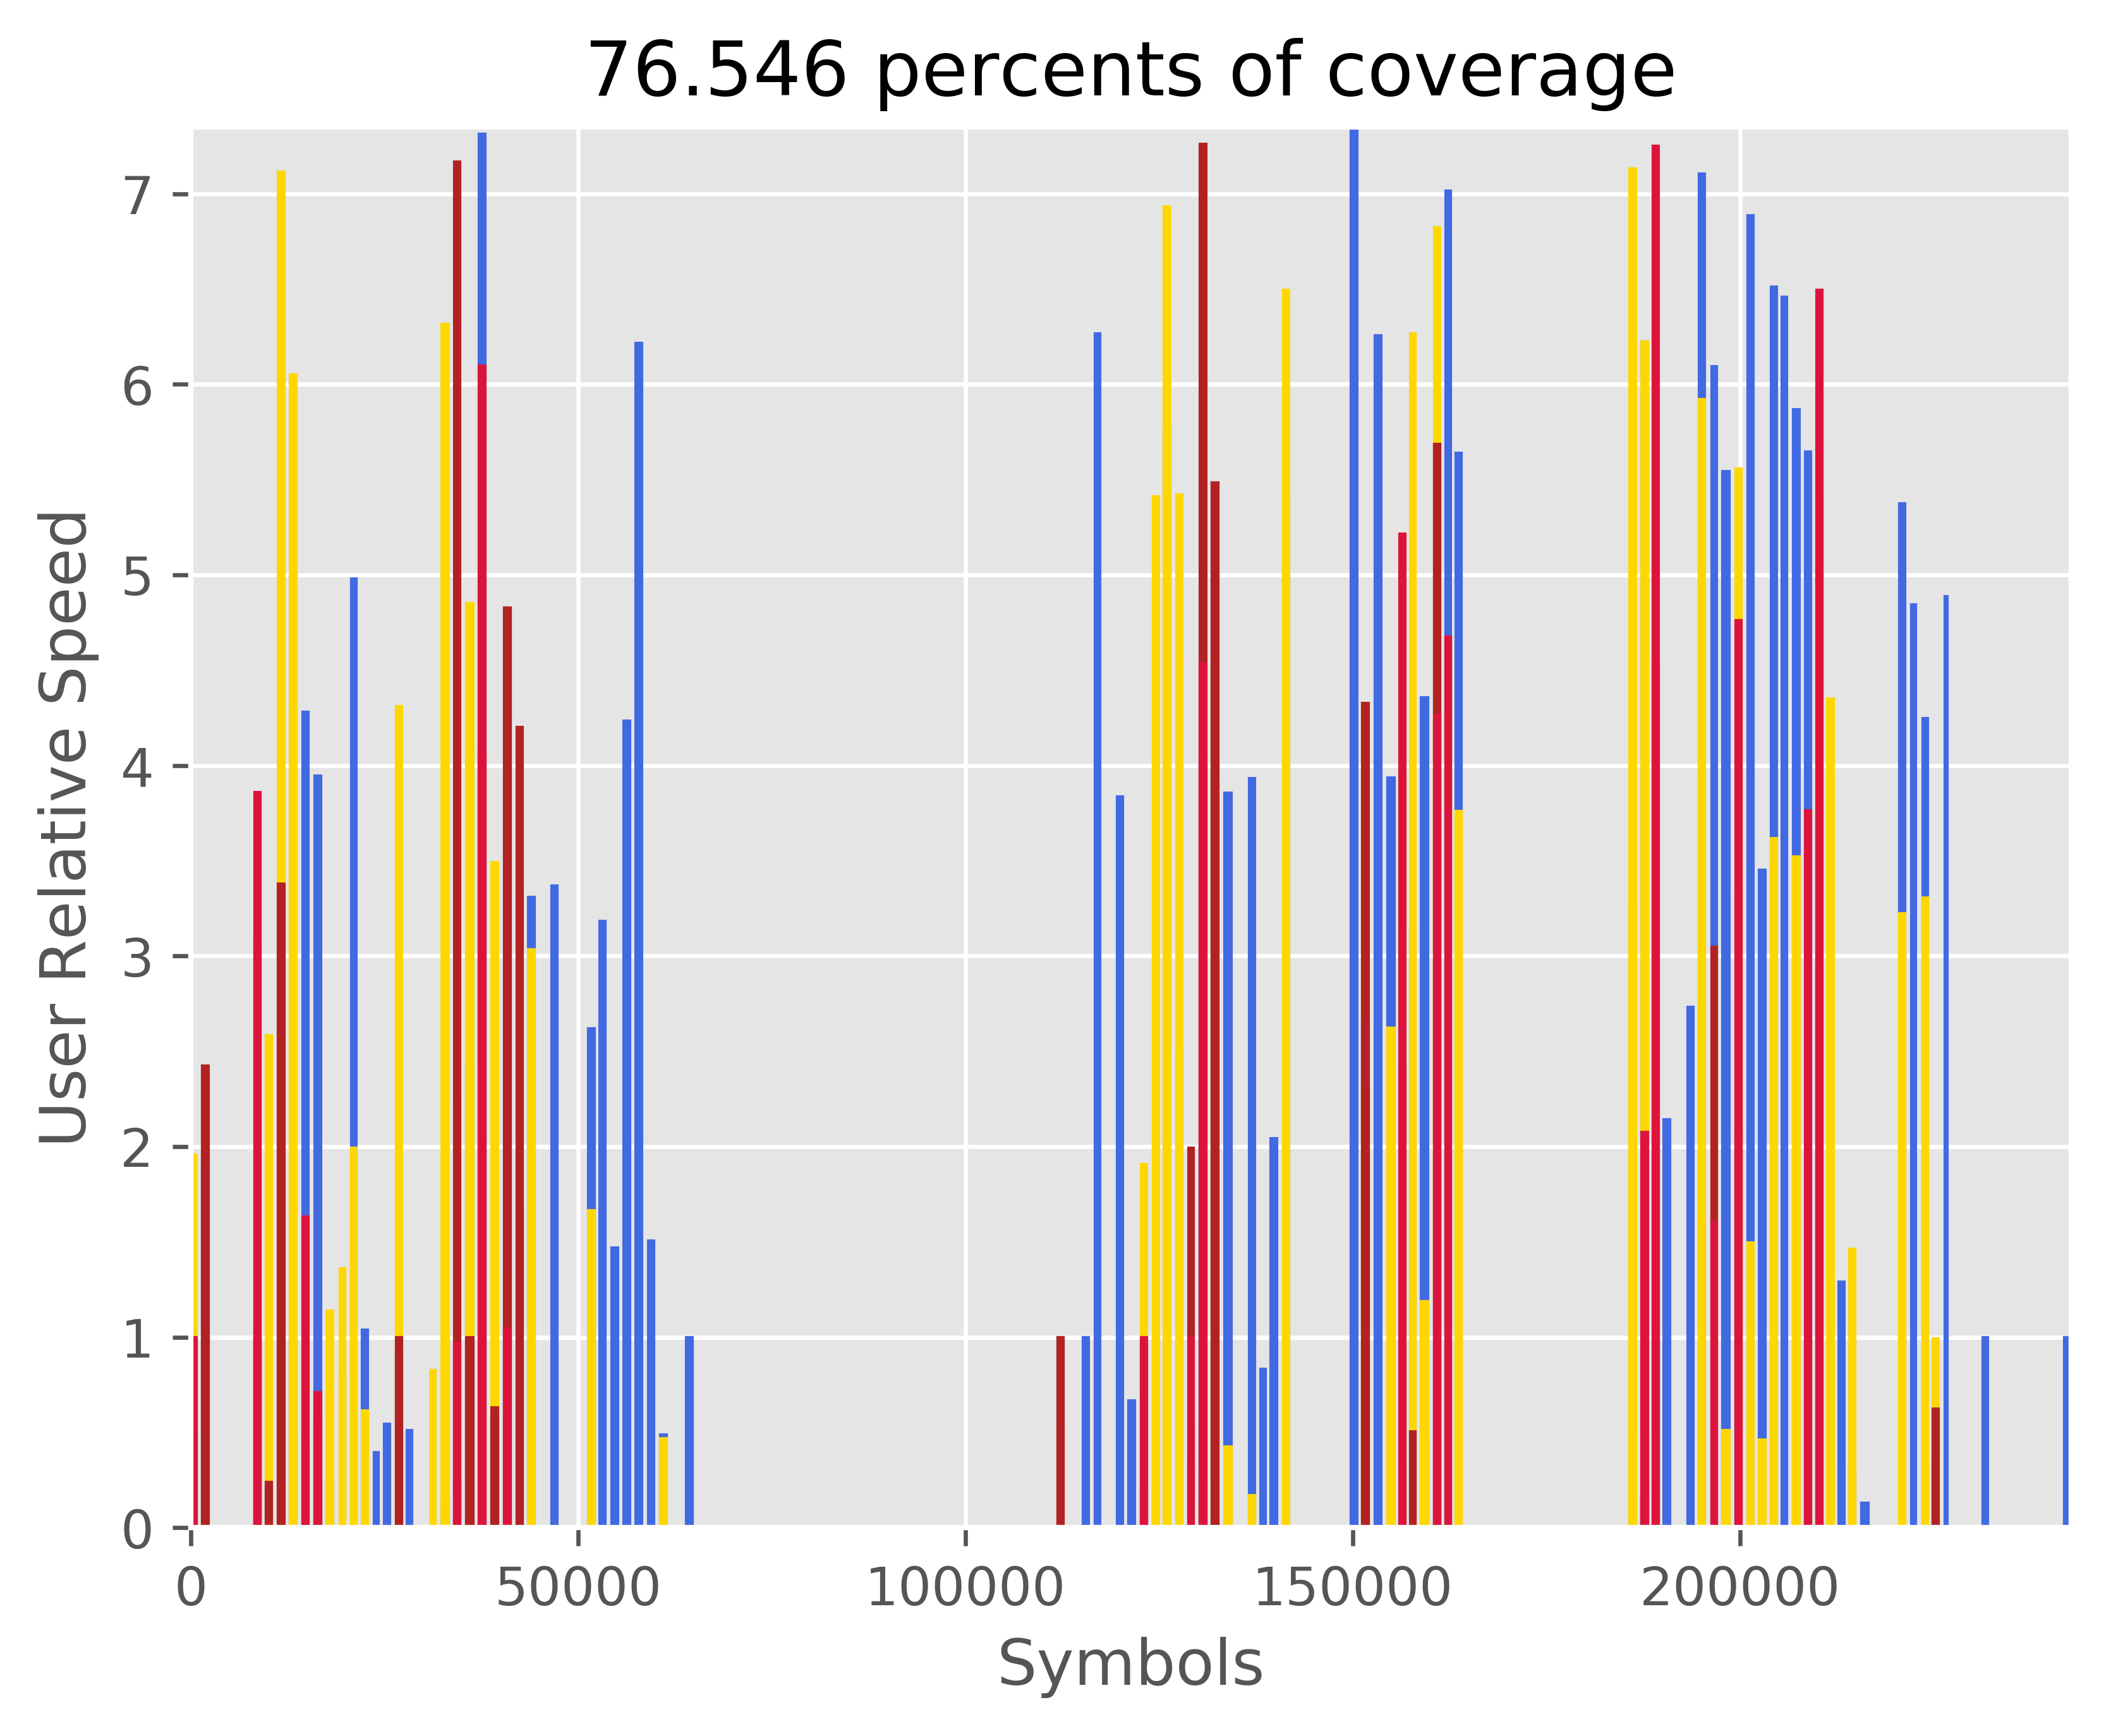 76.546 percents of coverage
User Relative Speed
7
6
5
4
3
2
1
0
0 50000 100000 150000 200000
Symbols